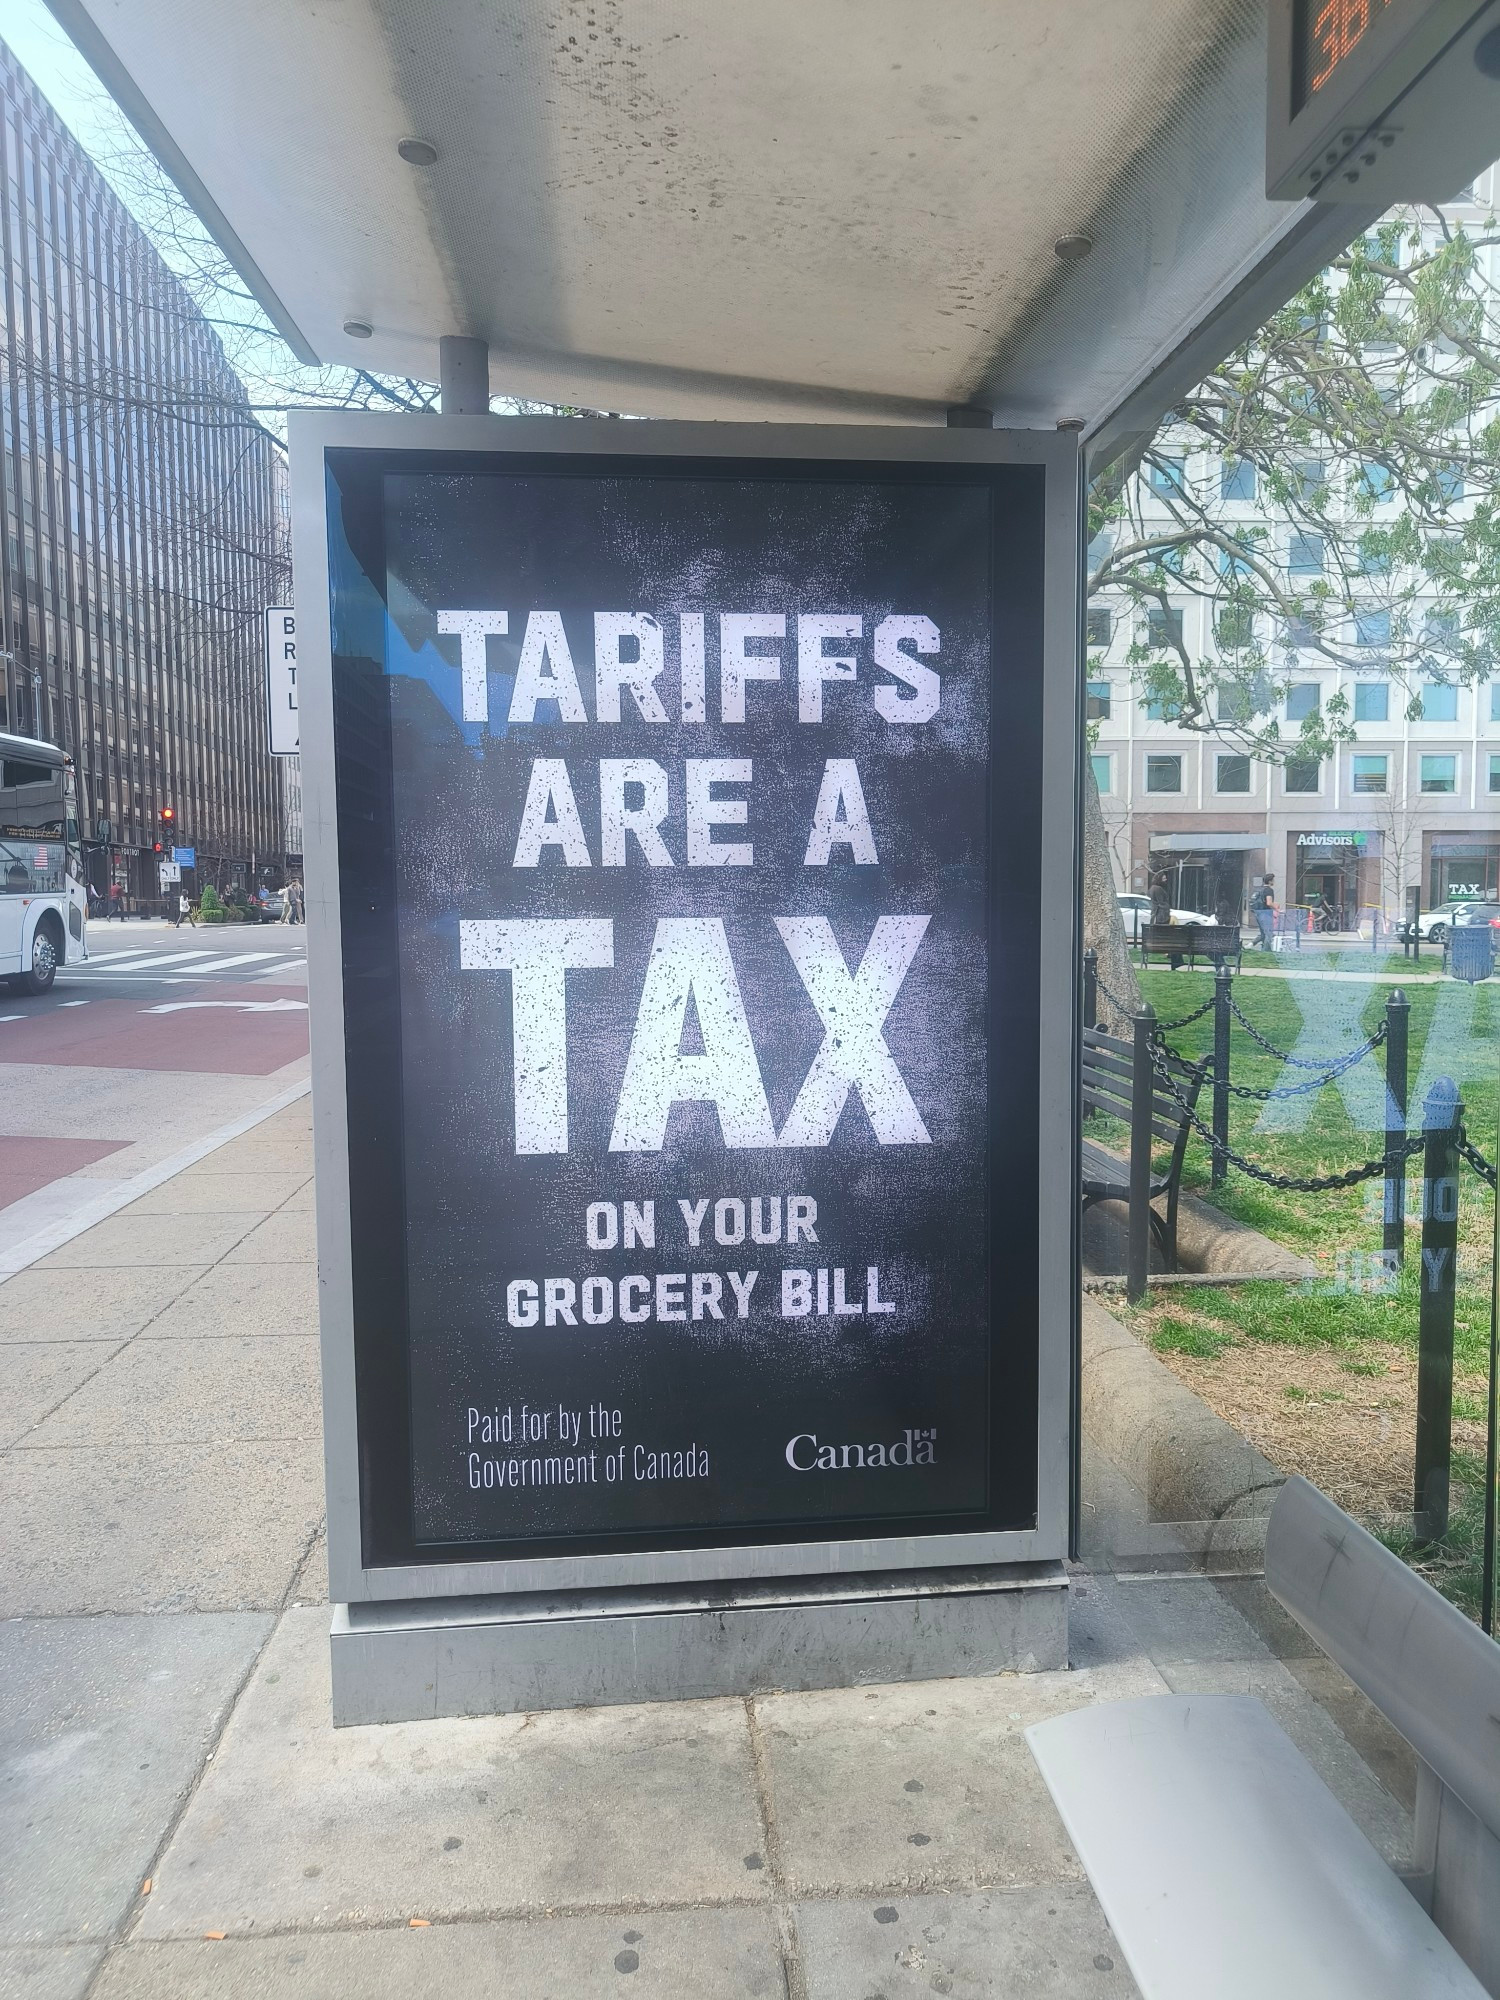 TARIFFS
ARE A
TAX
ON YOUR
GROCERY BILL
Paid for by the
Government of Canada
Canada
B
R
T
L
Advisors
TAX